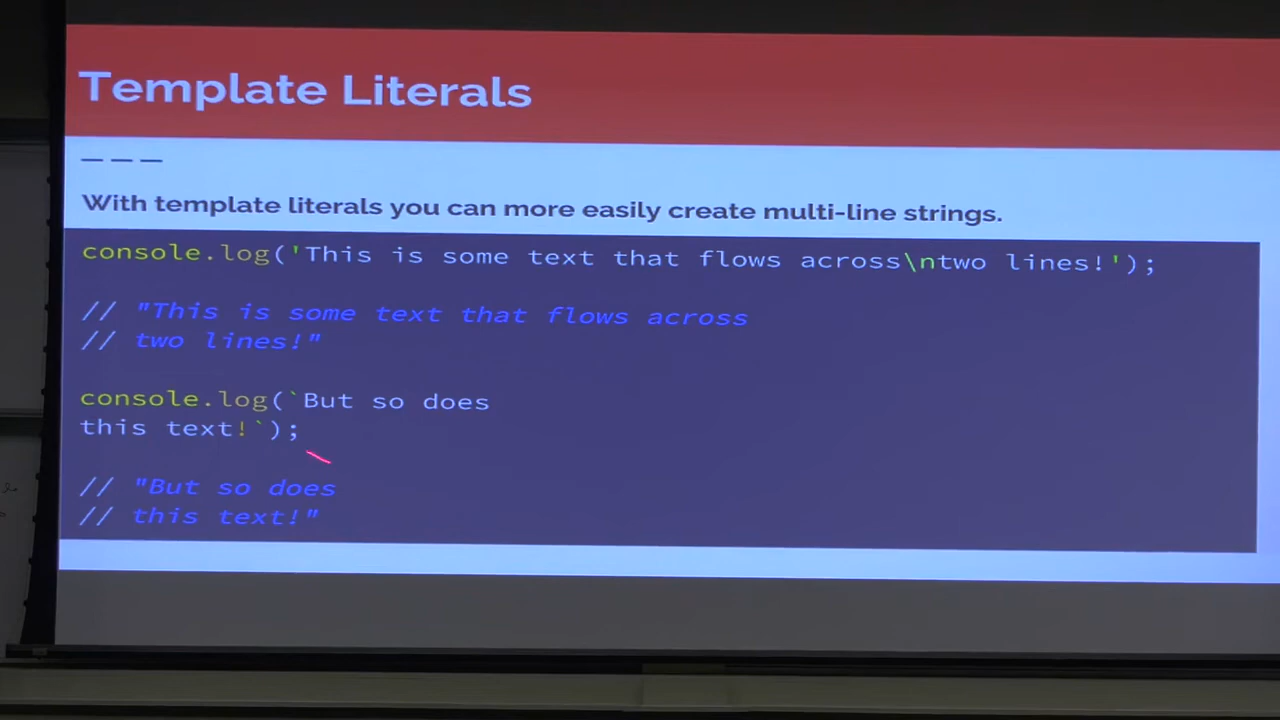 Template Literals
With template literals you can more easily create multi-line strings.
console.log('This is some text that flows across\ntwo lines!');
// "This is some text that flows across
// two lines!"
console.log(`But so does
this text!`);
// "But so does
// this text!"